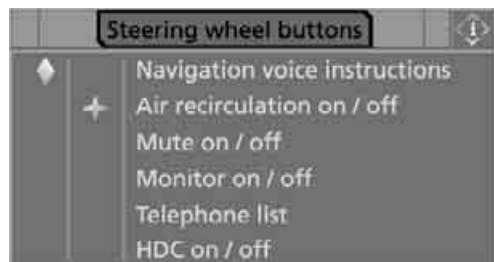 Steering wheel buttons
Navigation voice instructions
Air recirculation on / off
Mute on / off
Monitor on / off
Telephone list
HDC on / off